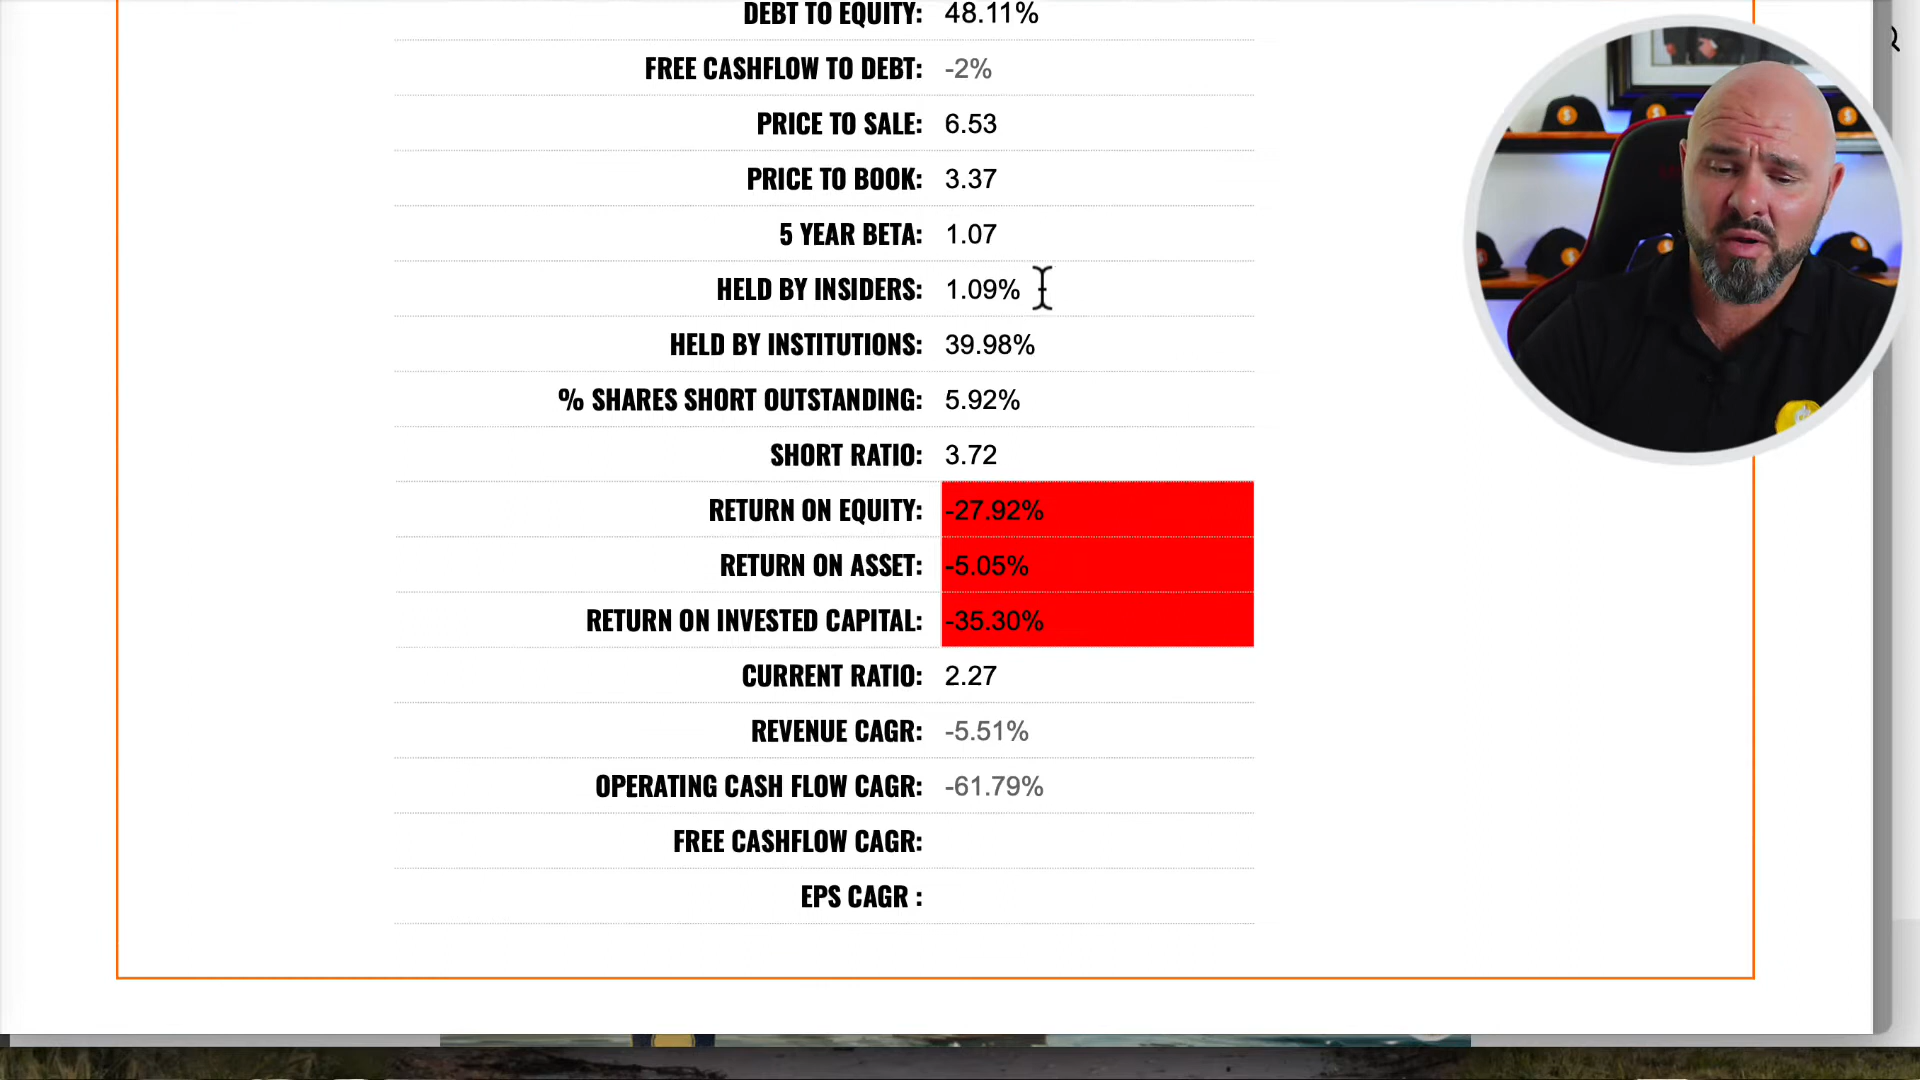 DEBT TO EQUITY: 48.11%
FREE CASHFLOW TO DEBT: -2%
PRICE TO SALE: 6.53
PRICE TO BOOK: 3.37
5 YEAR BETA: 1.07
HELD BY INSIDERS: 1.09%
HELD BY INSTITUTIONS: 39.98%
% SHARES SHORT OUTSTANDING: 5.92%
SHORT RATIO: 3.72
RETURN ON EQUITY: -27.92%
RETURN ON ASSET: -5.05%
RETURN ON INVESTED CAPITAL: -35.30%
CURRENT RATIO: 2.27
REVENUE CAGR: -5.51%
OPERATING CASH FLOW CAGR: -61.79%
FREE CASHFLOW CAGR:
EPS CAGR :